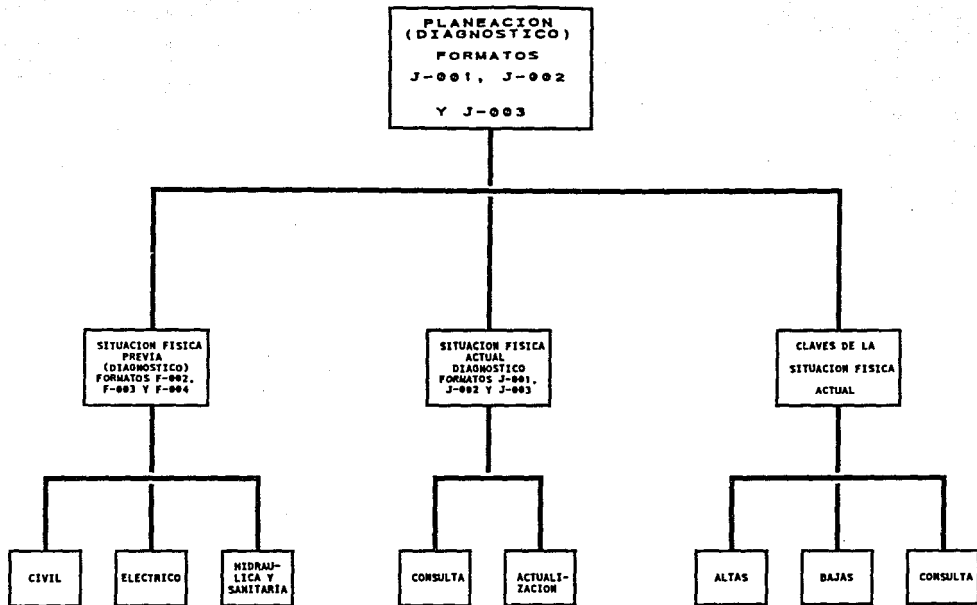 PLANEACION
(DIAGNOSTICO)
FORMATOS
J-001, J-002
Y J-003
SITUACION FISICA
PREVIA
(DIAGNOSTICO)
FORMATOS F-002,
F-003 Y F-004
SITUACION FISICA
ACTUAL
DIAGNOSTICO
FORMATOS J-001,
J-002 Y J-003
CLAVES DE LA
SITUACION FISICA
ACTUAL
CIVIL
ELECTRICO
HIDRAU-
LICA Y
SANITARIA
CONSULTA
ACTUALI-
ZACION
ALTAS
BAJAS
CONSULTA